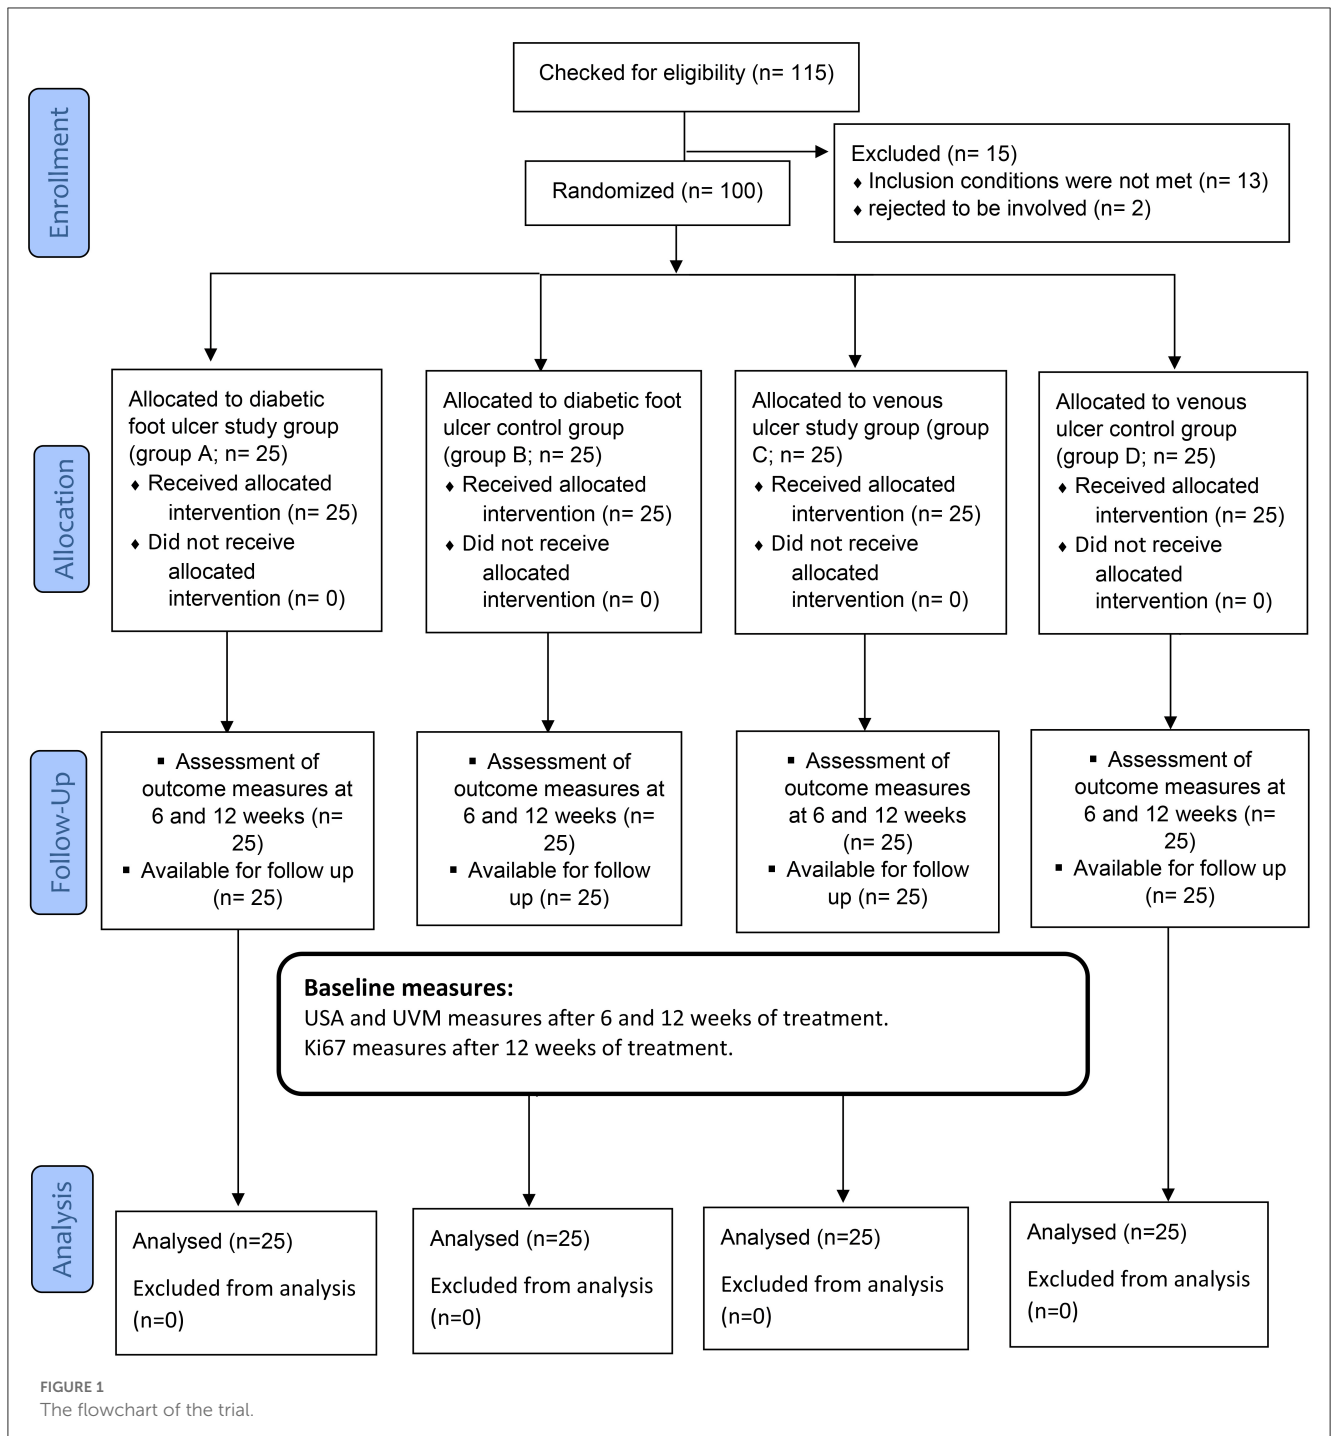 Enrollment
Checked for eligibility (n= 115)
Excluded (n= 15)
♦ Inclusion conditions were not met (n= 13)
♦ rejected to be involved (n= 2)
Randomized (n= 100)
Allocation
Allocated to diabetic
foot ulcer study group
(group A; n= 25)
♦ Received allocated
intervention (n= 25)
♦ Did not receive
allocated
intervention (n= 0)
Allocated to diabetic foot
ulcer control group
(group B; n= 25)
♦ Received allocated
intervention (n= 25)
♦ Did not receive
allocated
intervention (n= 0)
Allocated to venous
ulcer study group (group
C; n= 25)
♦ Received allocated
intervention (n= 25)
♦ Did not receive
allocated
intervention (n= 0)
Allocated to venous
ulcer control group
(group D; n= 25)
♦ Received allocated
intervention (n= 25)
♦ Did not receive
allocated
intervention (n= 0)
Follow-Up
▪ Assessment of
outcome measures at
6 and 12 weeks (n=
25)
▪ Available for follow up
(n= 25)
▪ Assessment of
outcome measures at
6 and 12 weeks (n=
25)
▪ Available for follow
up (n= 25)
▪ Assessment of
outcome measures
at 6 and 12 weeks
(n= 25)
▪ Available for follow
up (n= 25)
▪ Assessment of
outcome measures at
6 and 12 weeks (n=
25)
▪ Available for follow up
(n= 25)
Baseline measures:
USA and UVM measures after 6 and 12 weeks of treatment.
Ki67 measures after 12 weeks of treatment.
Analysis
Analysed (n=25)
Excluded from analysis
(n=0)
Analysed (n=25)
Excluded from analysis
(n=0)
Analysed (n=25)
Excluded from analysis
(n=0)
Analysed (n=25)
Excluded from analysis
(n=0)
FIGURE 1
The flowchart of the trial.